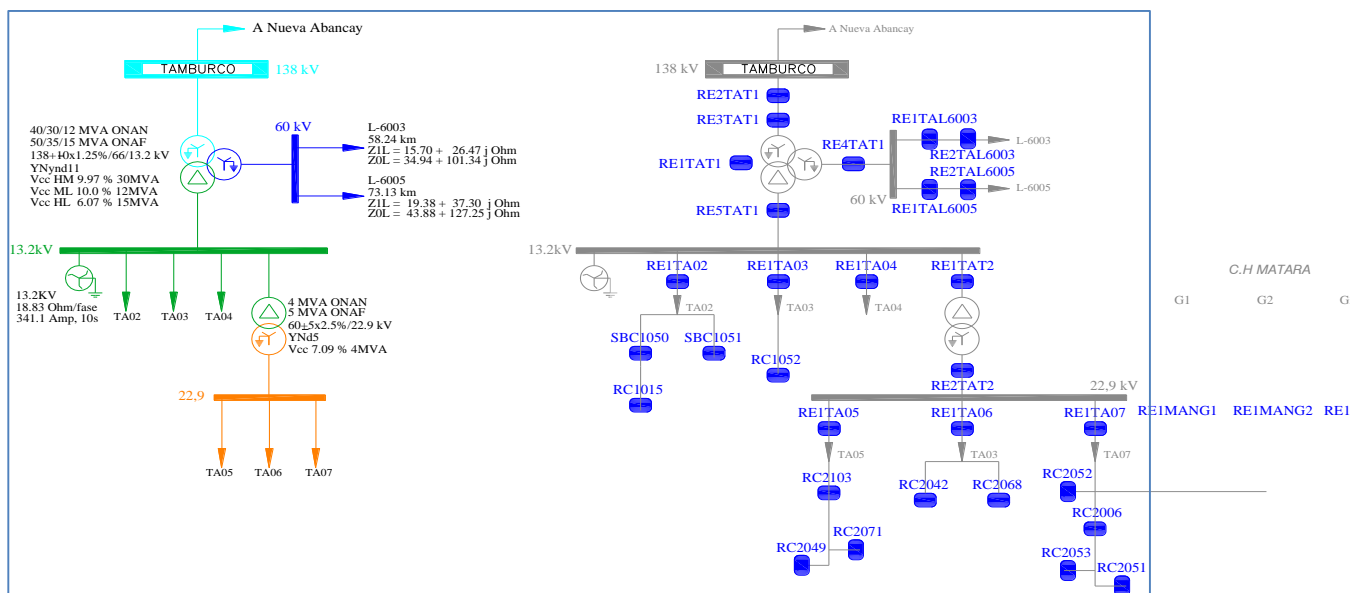 A Nueva Abancay
TAMBURCO
138 kV
40/30/12 MVA ONAN
50/35/15 MVA ONAF
138+10x1.25%/66/13.2 kV
YNynd11
Vcc HM 9.97 % 30MVA
Vcc ML 10.0 % 12MVA
Vcc HL 6.07 % 15MVA
60 kV
L-6003
58.24 km
Z1L = 15.70 + 26.47 j Ohm
Z0L = 34.94 + 101.34 j Ohm
L-6005
73.13 km
Z1L = 19.38 + 37.30 j Ohm
Z0L = 43.88 + 127.25 j Ohm
13.2kV
13.2KV
18.83 Ohm/fase
341.1 Amp, 10s
TA02
TA03
TA04
4 MVA ONAN
5 MVA ONAF
60±5x2.5%/22.9 kV
YNd5
Vcc 7.09 % 4MVA
22,9
TA05
TA06
TA07
A Nueva Abancay
138 kV
TAMBURCO
RE2TAT1
RE3TAT1
RE1TAT1
RE4TAT1
RE5TAT1
RE1TAL6003
L-6003
RE2TAL6003
RE2TAL6005
L-6005
RE1TAL6005
60 kV
13.2kV
RE1TA02
RE1TA03
RE1TA04
RE1TAT2
TA02
TA03
TA04
SBC1050
SBC1051
RC1052
RC1015
RE2TAT2
22,9 kV
RE1TA05
RE1TA06
RE1TA07
TA05
TA03
TA07
RC2103
RC2042
RC2068
RC2052
RC2006
RC2049
RC2071
RC2053
RC2051
C.H MATARA
G1
G2
G
RE1MANG1
RE1MANG2
RE1